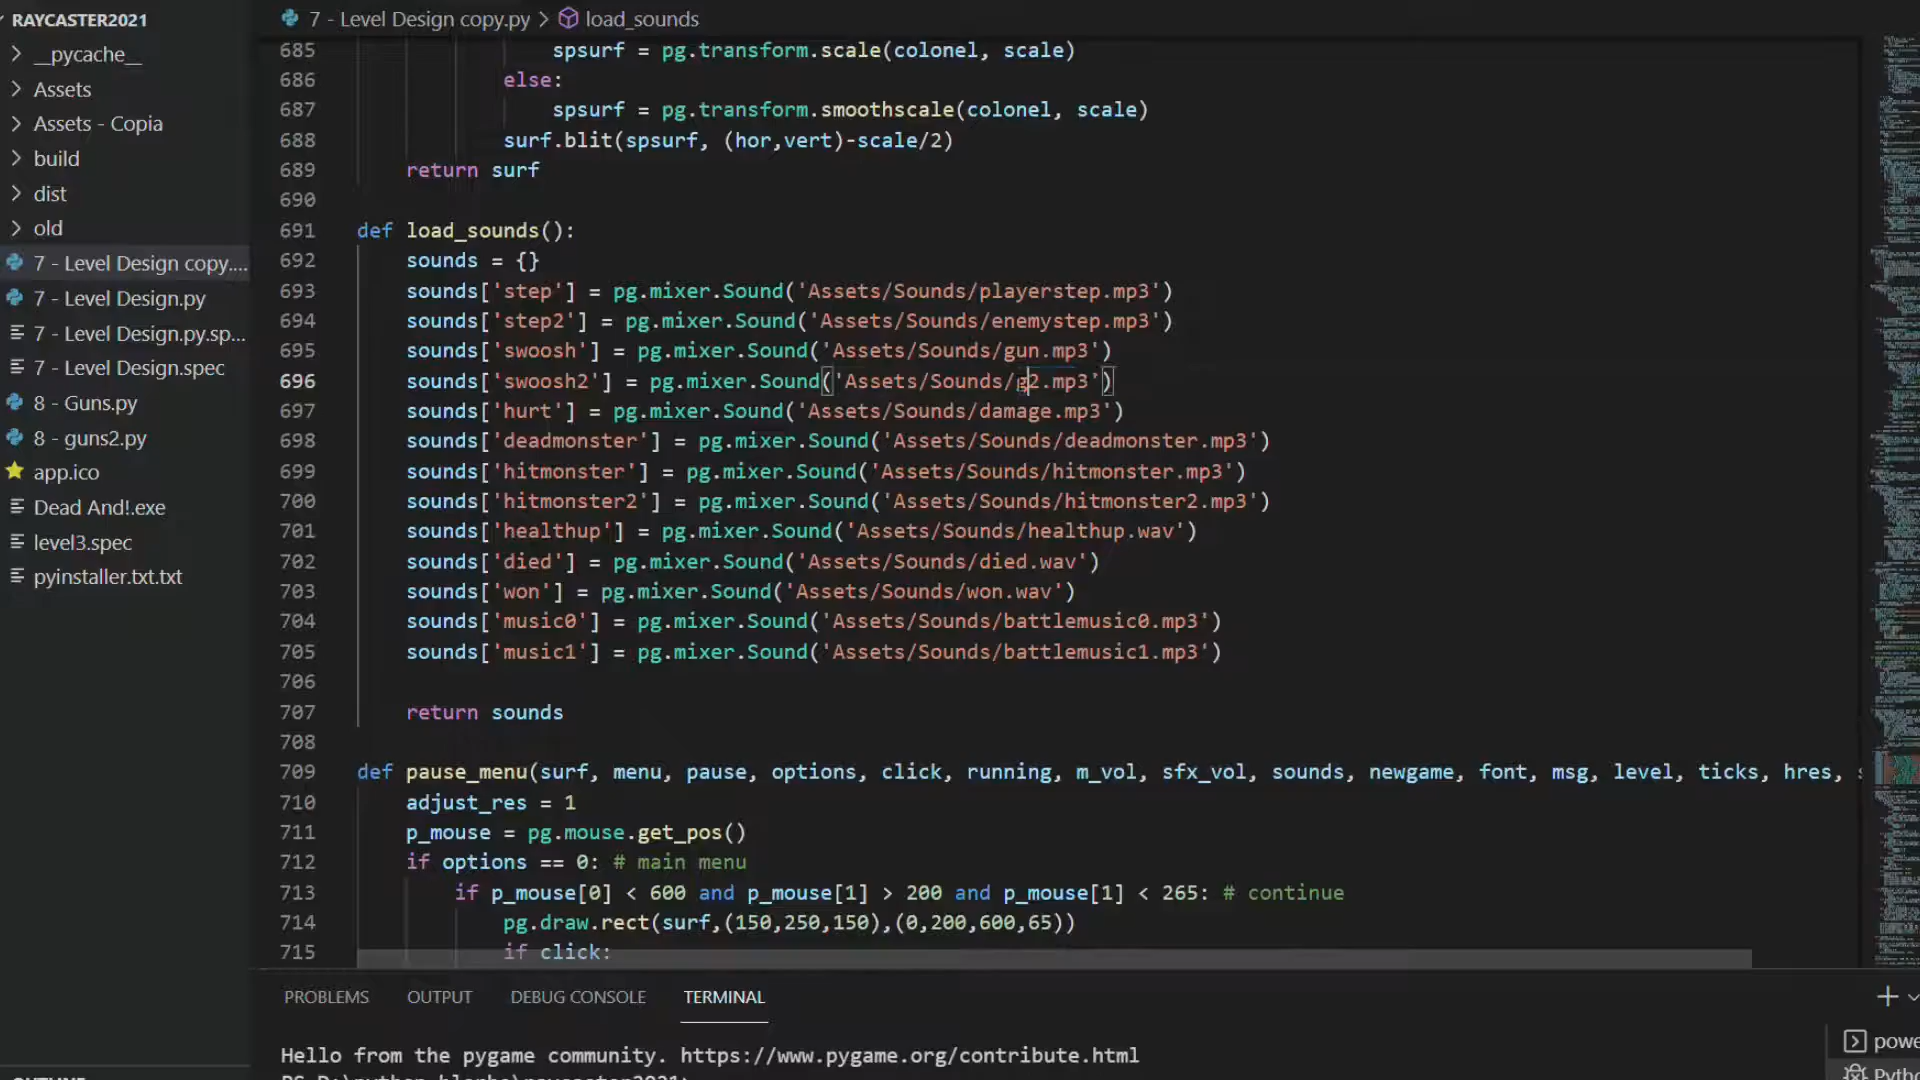 RAYCASTER2021
__pycache__
Assets
Assets - Copia
build
dist
old
7 - Level Design copy....
7 - Level Design.py
7 - Level Design.py.sp...
7 - Level Design.spec
8 - Guns.py
8 - guns2.py
app.ico
Dead And!.exe
level3.spec
pyinstaller.txt.txt
7 - Level Design copy.py > load_sounds
685 spsurf = pg.transform.scale(colonel, scale)
686 else:
687 spsurf = pg.transform.smoothscale(colonel, scale)
688 surf.blit(spsurf, (hor,vert)-scale/2)
689 return surf
690
691 def load_sounds():
692 sounds = {}
693 sounds['step'] = pg.mixer.Sound('Assets/Sounds/playerstep.mp3')
694 sounds['step2'] = pg.mixer.Sound('Assets/Sounds/enemystep.mp3')
695 sounds['swoosh'] = pg.mixer.Sound('Assets/Sounds/gun.mp3')
696 sounds['swoosh2'] = pg.mixer.Sound('Assets/Sounds/g2.mp3')
697 sounds['hurt'] = pg.mixer.Sound('Assets/Sounds/damage.mp3')
698 sounds['deadmonster'] = pg.mixer.Sound('Assets/Sounds/deadmonster.mp3')
699 sounds['hitmonster'] = pg.mixer.Sound('Assets/Sounds/hitmonster.mp3')
700 sounds['hitmonster2'] = pg.mixer.Sound('Assets/Sounds/hitmonster2.mp3')
701 sounds['healthup'] = pg.mixer.Sound('Assets/Sounds/healthup.wav')
702 sounds['died'] = pg.mixer.Sound('Assets/Sounds/died.wav')
703 sounds['won'] = pg.mixer.Sound('Assets/Sounds/won.wav')
704 sounds['music0'] = pg.mixer.Sound('Assets/Sounds/battlemusic0.mp3')
705 sounds['music1'] = pg.mixer.Sound('Assets/Sounds/battlemusic1.mp3')
706
707 return sounds
708
709 def pause_menu(surf, menu, pause, options, click, running, m_vol, sfx_vol, sounds, newgame, font, msg, level, ticks, hres,
710 adjust_res = 1
711 p_mouse = pg.mouse.get_pos()
712 if options == 0: # main menu
713 if p_mouse[0] < 600 and p_mouse[1] > 200 and p_mouse[1] < 265: # continue
714 pg.draw.rect(surf,(150,250,150),(0,200,600,65))
715 if click:
PROBLEMS OUTPUT DEBUG CONSOLE TERMINAL
Hello from the pygame community. https://www.pygame.org/contribute.html
powe